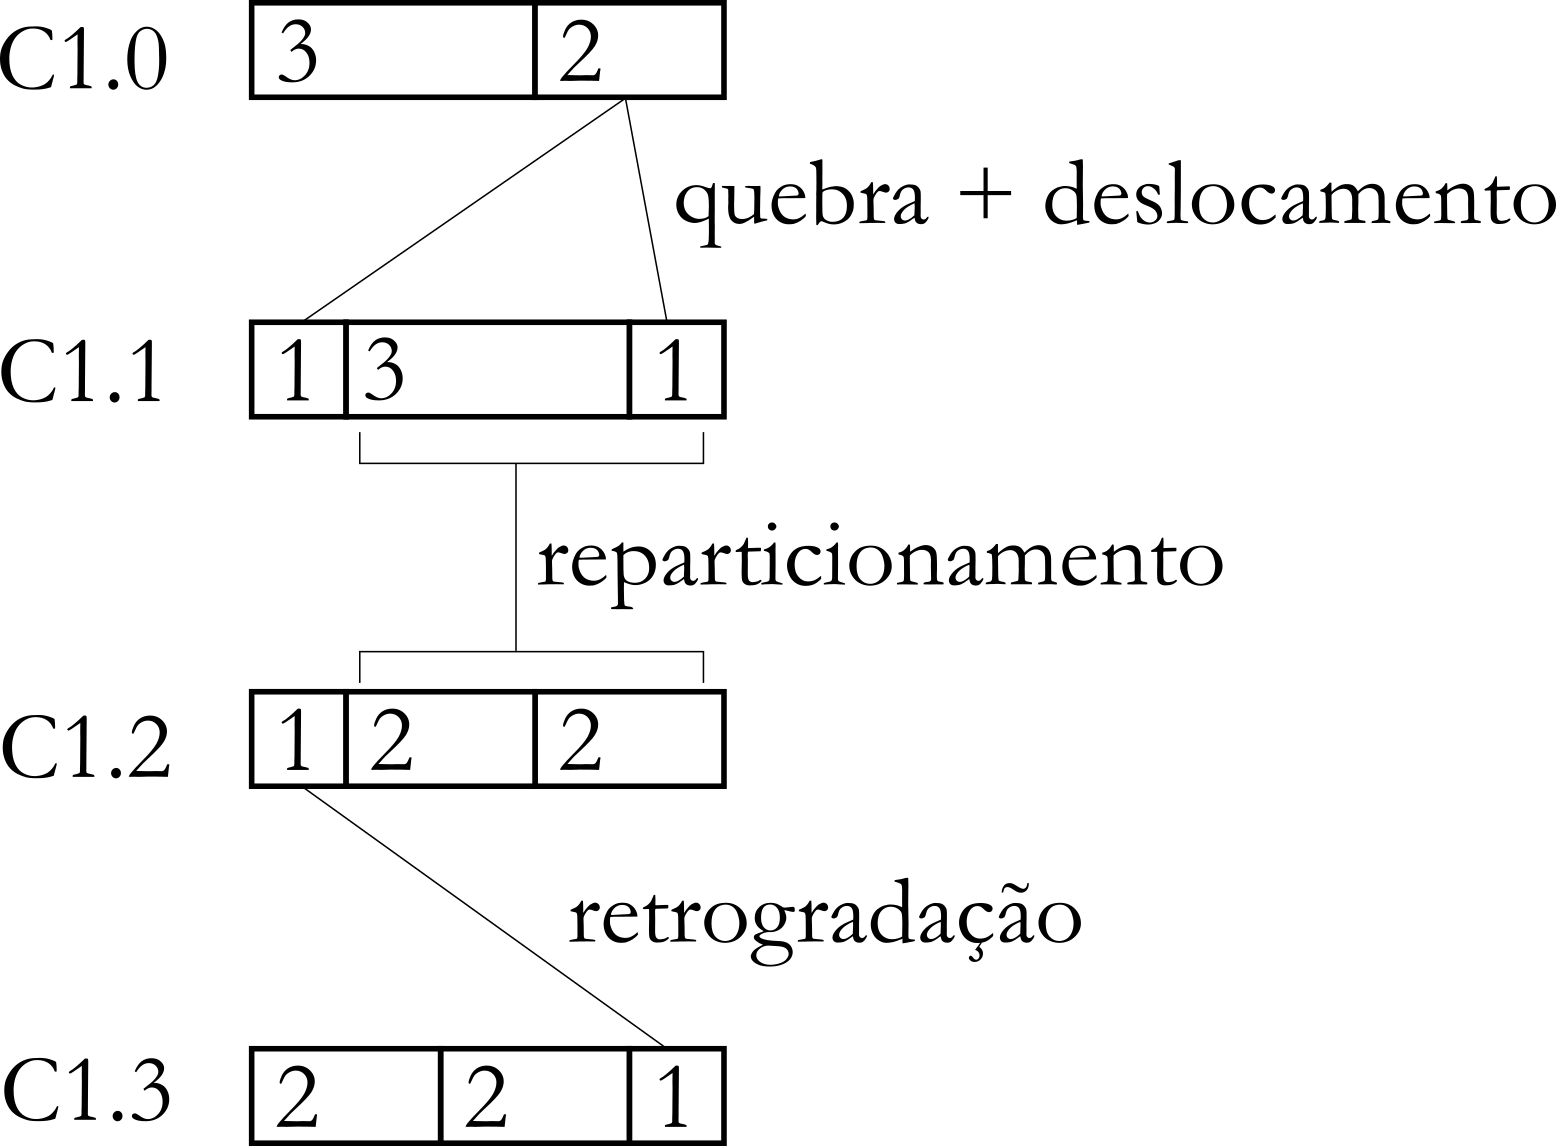 C1.0 3 2
quebra + deslocamento
C1.1 1 3 1
reparticionamento
C1.2 1 2 2
retrogradação
C1.3 2 2 1